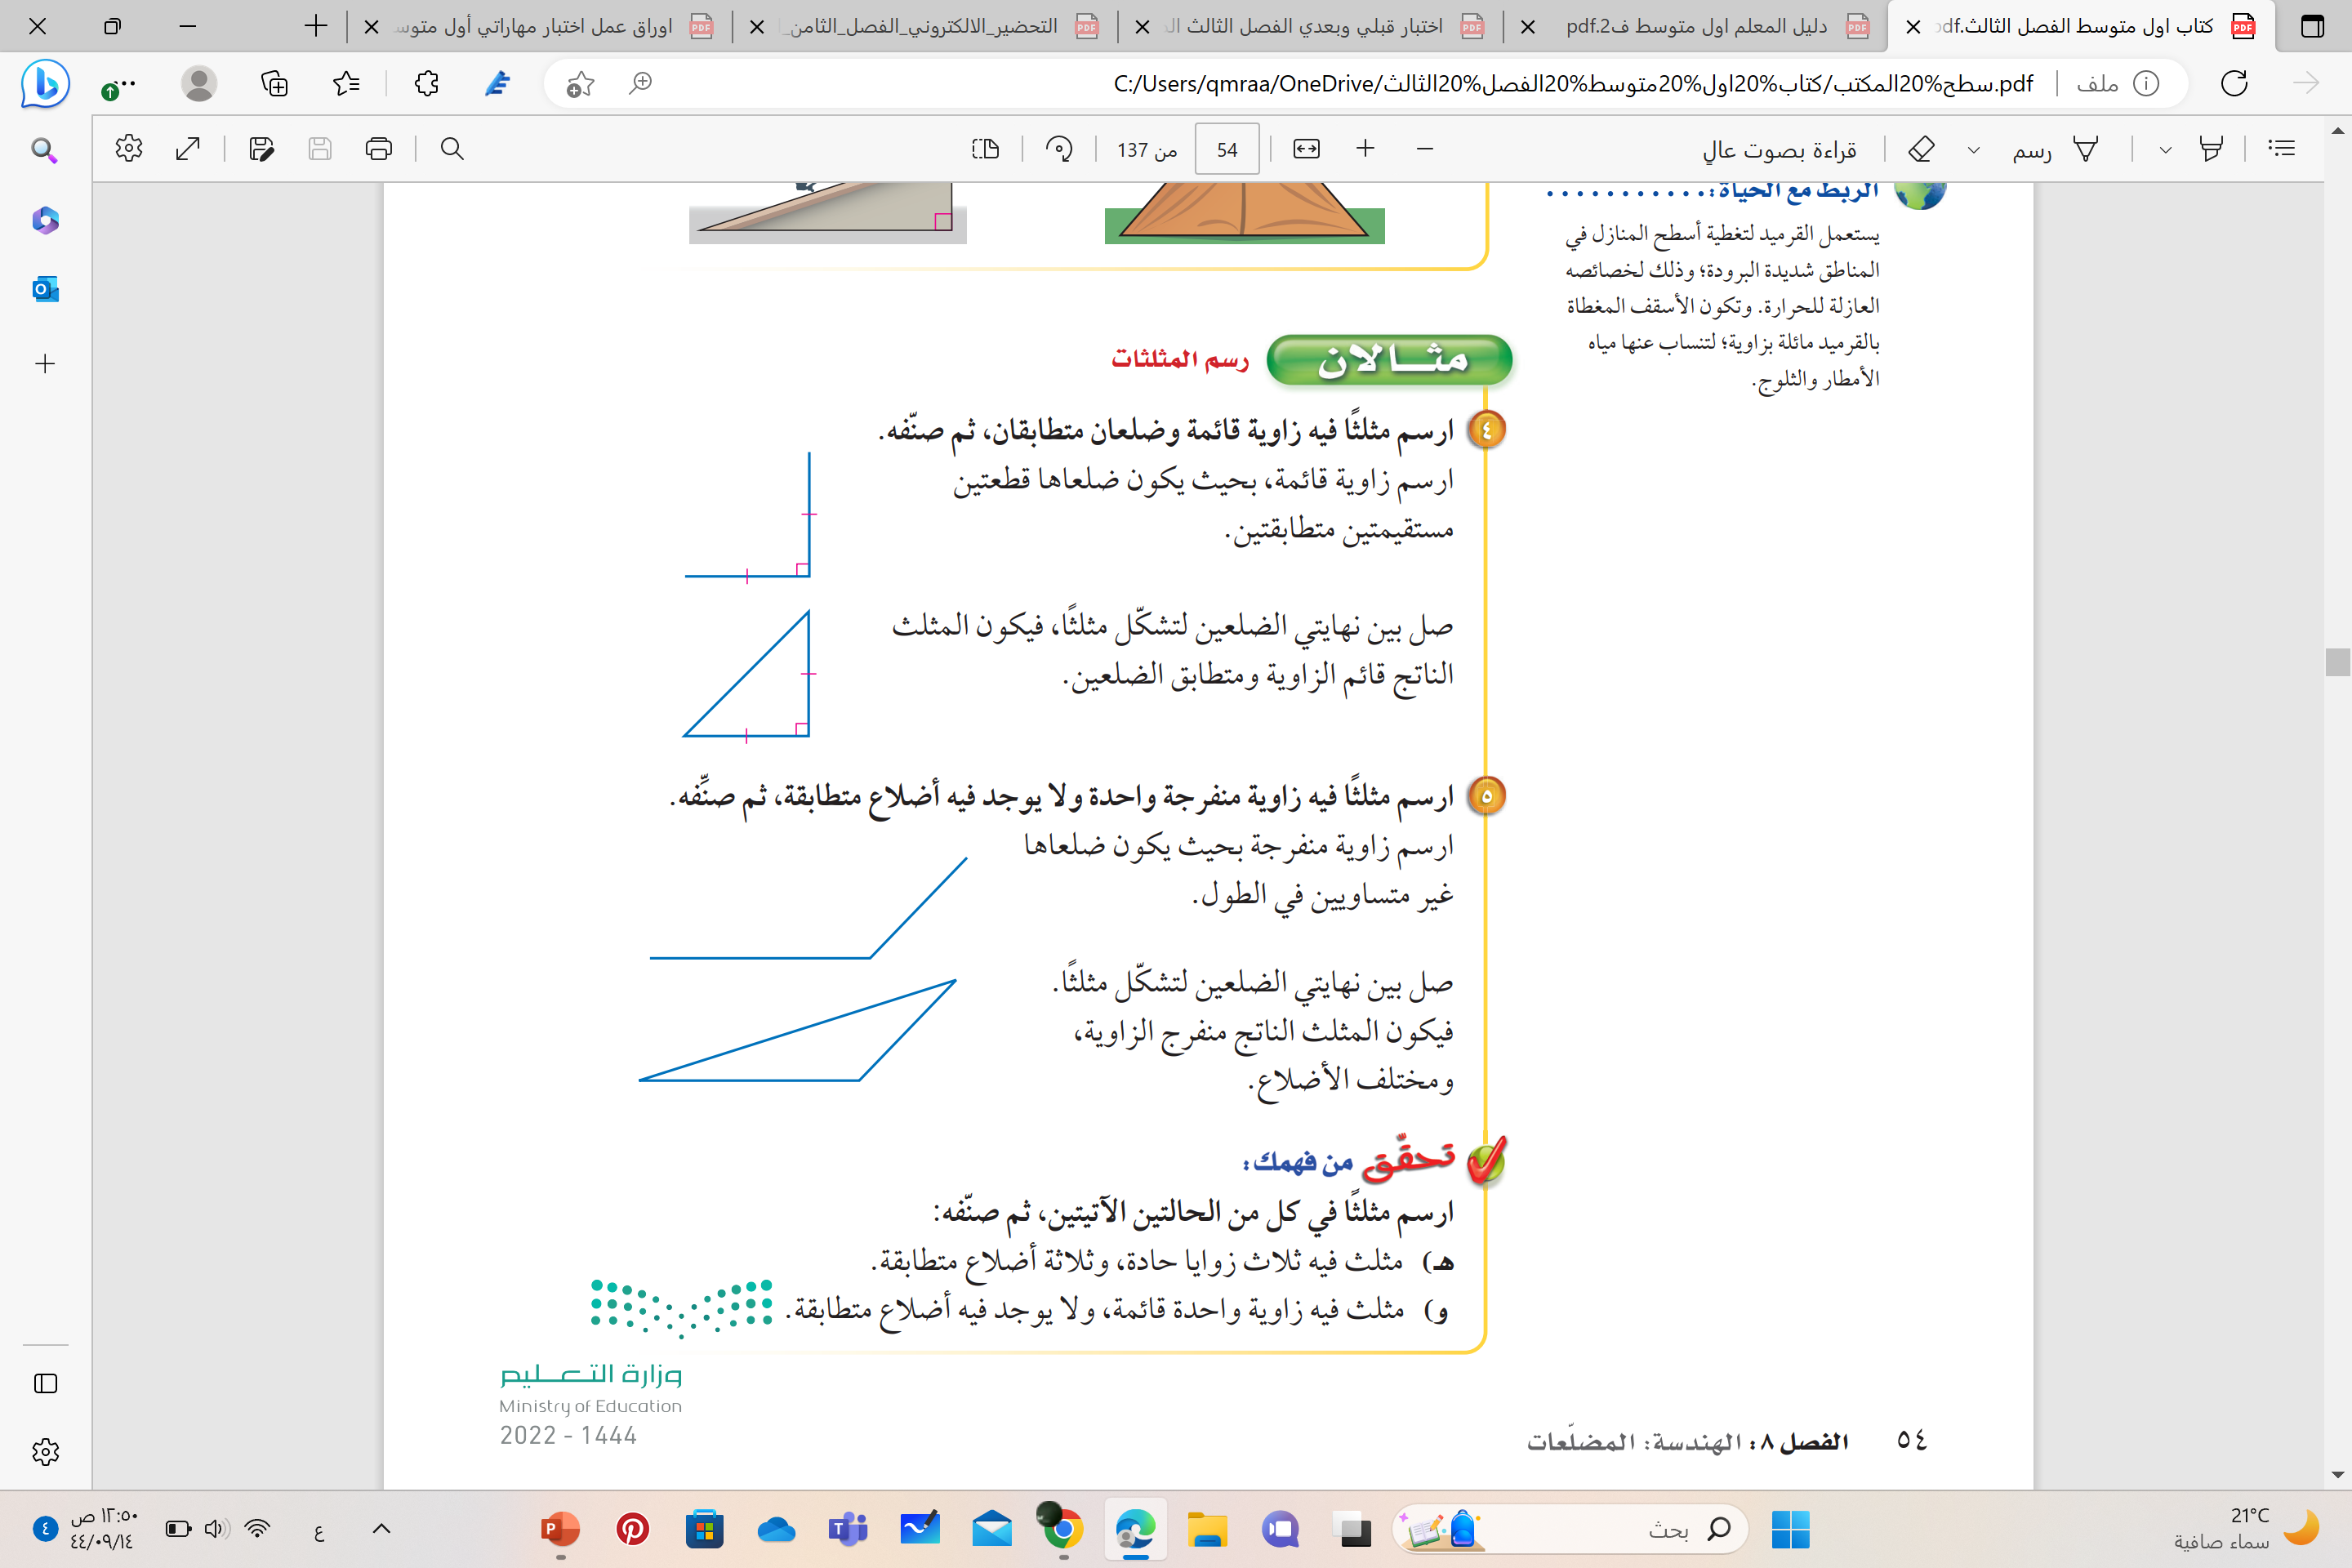 كتاب اول متوسط الفصل الثالث.pdf
دليل المعلم اول متوسط ف2.pdf
اختبار قبلي وبعدي الفصل الثالث
التحضير_الالكتروني_الفصل_الثامن_
اوراق عمل اختبار مهاراتي أول متوسط
ملف
C:/Users/qmraa/OneDrive/سطح%20المكتب/كتاب%20اول%20متوسط%20الفصل%20الثالث.pdf
رسم
قراءة بصوت عالٍ
54
من 137
الربط مع الحياة: . . . . . . . . . . .
يستعمل القرميد لتغطية أسطح المنازل في
المناطق شديدة البرودة؛ وذلك لخصائصه
العازلة للحرارة. وتكون الأسقف المغطاة
بالقرميد مائلة بزاوية؛ لتنساب عنها مياه
الأمطار والثلوج.
مثـــالان رسم المثلثات
٤ ارسم مثلثًا فيه زاوية قائمة وضلعان متطابقان، ثم صنّفه.
ارسم زاوية قائمة، بحيث يكون ضلعاها قطعتين
مستقيمتين متطابقتين.
صل بين نهايتي الضلعين لتشكّل مثلثًا، فيكون المثلث
الناتج قائم الزاوية ومتطابق الضلعين.
٥ ارسم مثلثًا فيه زاوية منفرجة واحدة ولا يوجد فيه أضلاع متطابقة، ثم صنِّفه.
ارسم زاوية منفرجة بحيث يكون ضلعاها
غير متساويين في الطول.
صل بين نهايتي الضلعين لتشكّل مثلثًا.
فيكون المثلث الناتج منفرج الزاوية،
ومختلف الأضلاع.
تحقّق من فهمك:
ارسم مثلثًا في كل من الحالتين الآتيتين، ثم صنّفه:
هـ) مثلث فيه ثلاث زوايا حادة، وثلاثة أضلاع متطابقة.
و) مثلث فيه زاوية واحدة قائمة، ولا يوجد فيه أضلاع متطابقة.
وزارة التعـــليم
Ministry of Education
2022 - 1444
٥٤ الفصل ٨: الهندسة: المضلّعات
21°C
سماء صافية
بحث
ع
١٢:٥٠ ص
٤٤/٠٩/١٤
٤